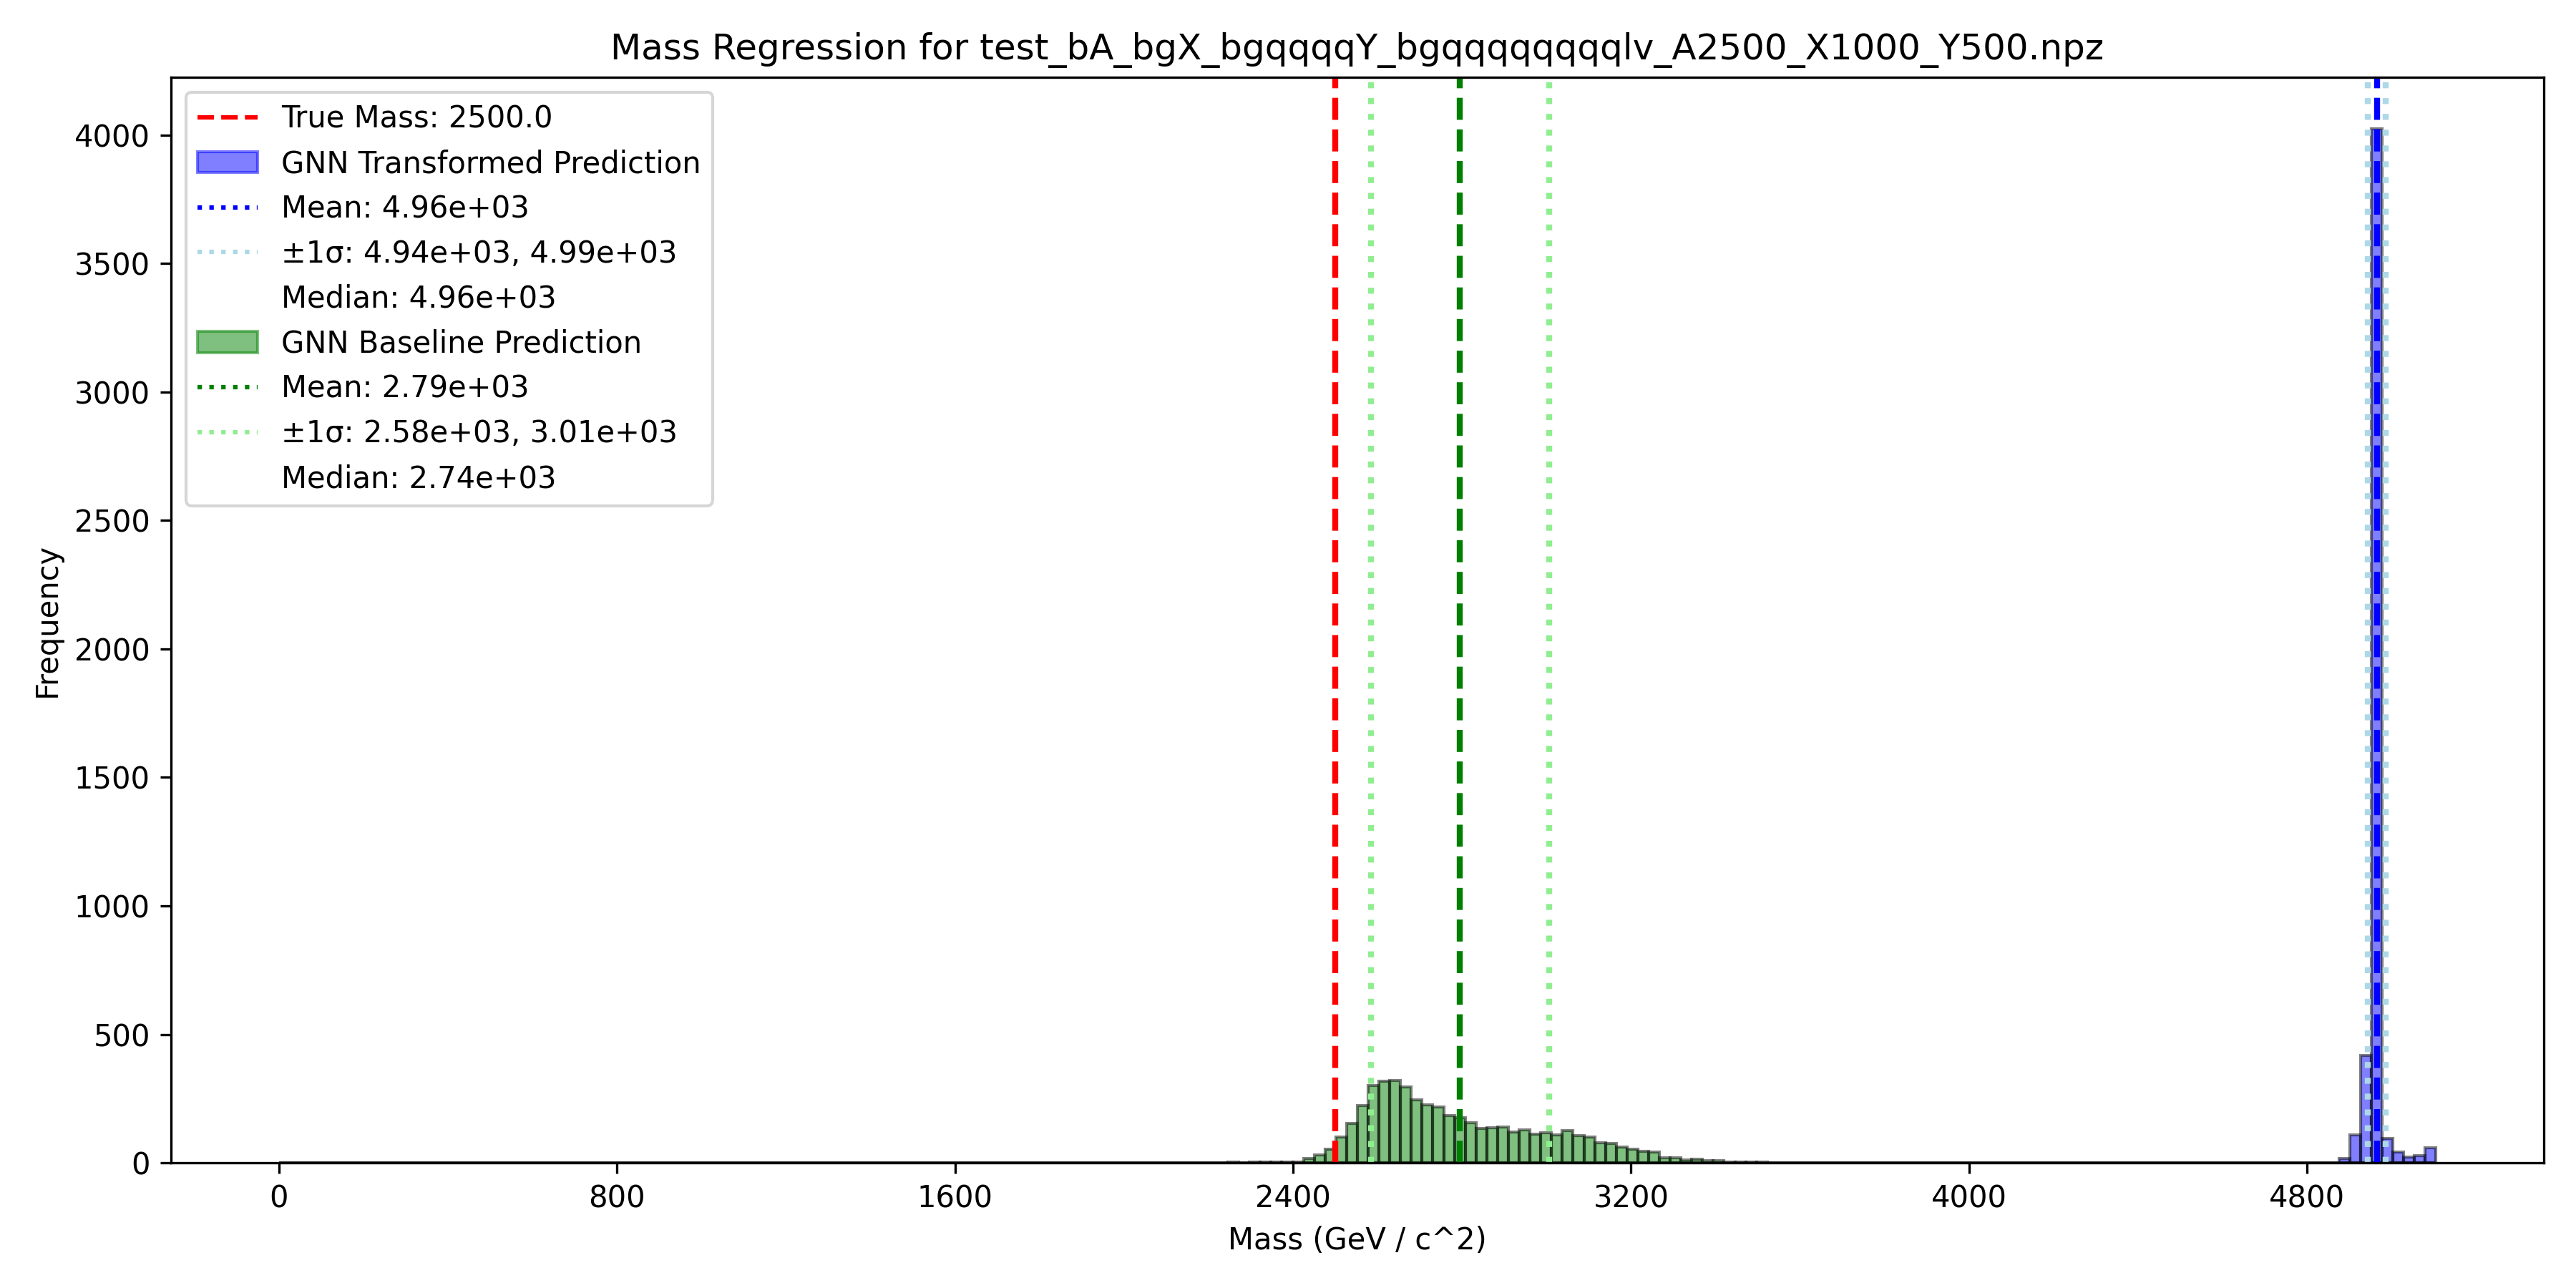 Mass Regression for test_bA_bgX_bgqqqqY_bgqqqqqqqqlv_A2500_X1000_Y500.npz
True Mass: 2500.0
GNN Transformed Prediction
Mean: 4.96e+03
±1σ: 4.94e+03, 4.99e+03
Median: 4.96e+03
GNN Baseline Prediction
Mean: 2.79e+03
±1σ: 2.58e+03, 3.01e+03
Median: 2.74e+03
Frequency
4000
3500
3000
2500
2000
1500
1000
500
0
0 800 1600 2400 3200 4000 4800
Mass (GeV / c^2)